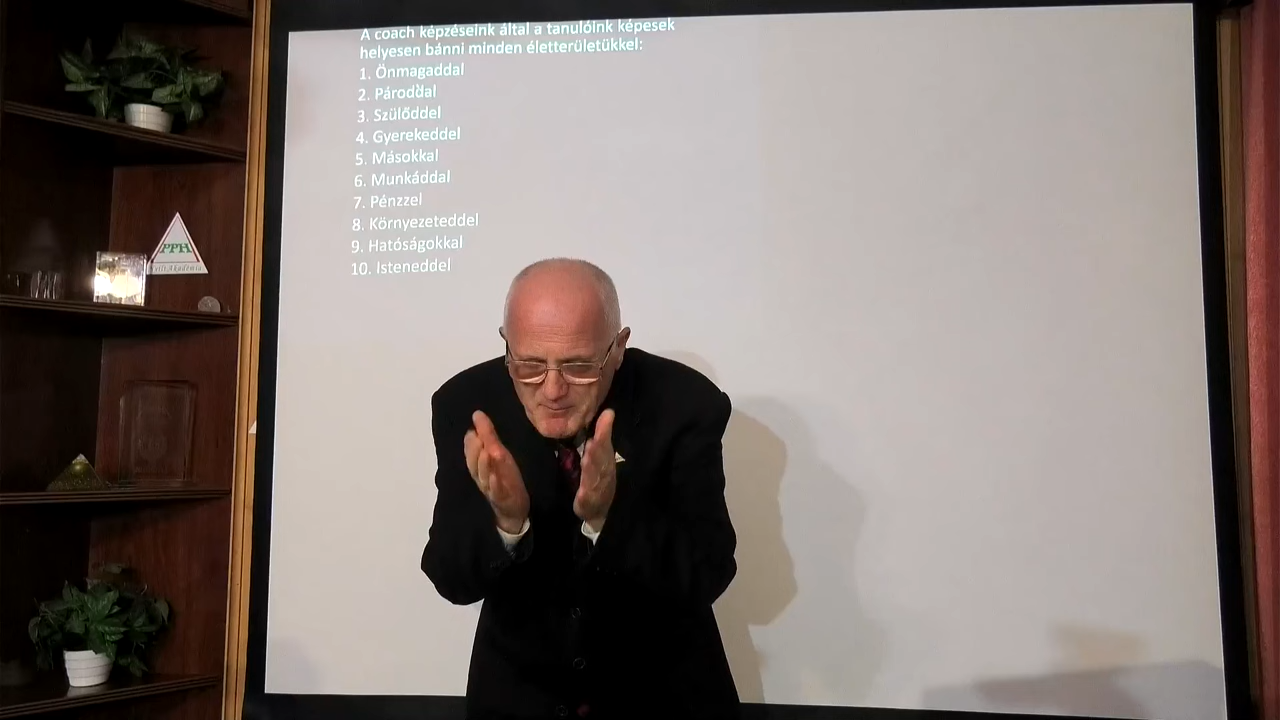 A coach képzéseink által a tanulóink képesek
helyesen bánni minden életterületükkel:
1. Önmagaddal
2. Pároddal
3. Szülőddel
4. Gyerekeddel
5. Másokkal
6. Munkáddal
7. Pénzzel
8. Környezeteddel
9. Hatóságokkal
10. Isteneddel
PPH